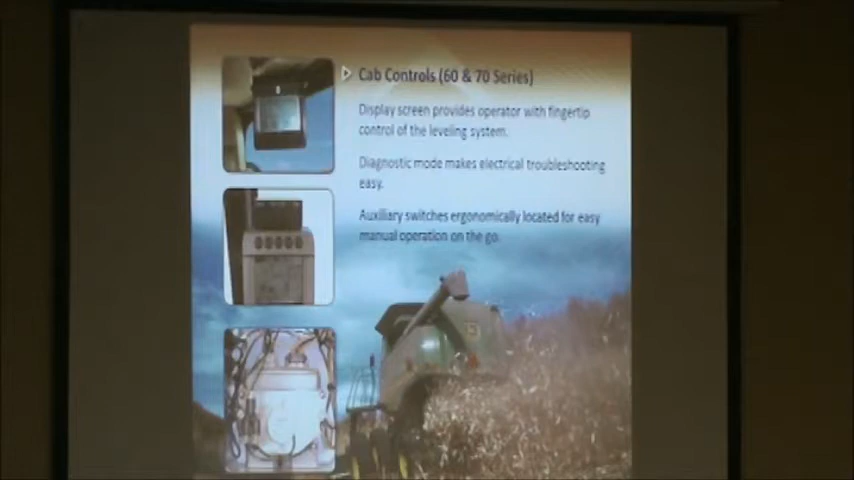 Cab Controls (60 & 70 Series)
Display screen provides operator with fingertip
control of the leveling system.
Diagnostic mode makes electrical troubleshooting
easy.
Auxiliary switches ergonomically located for easy
manual operation on the go.